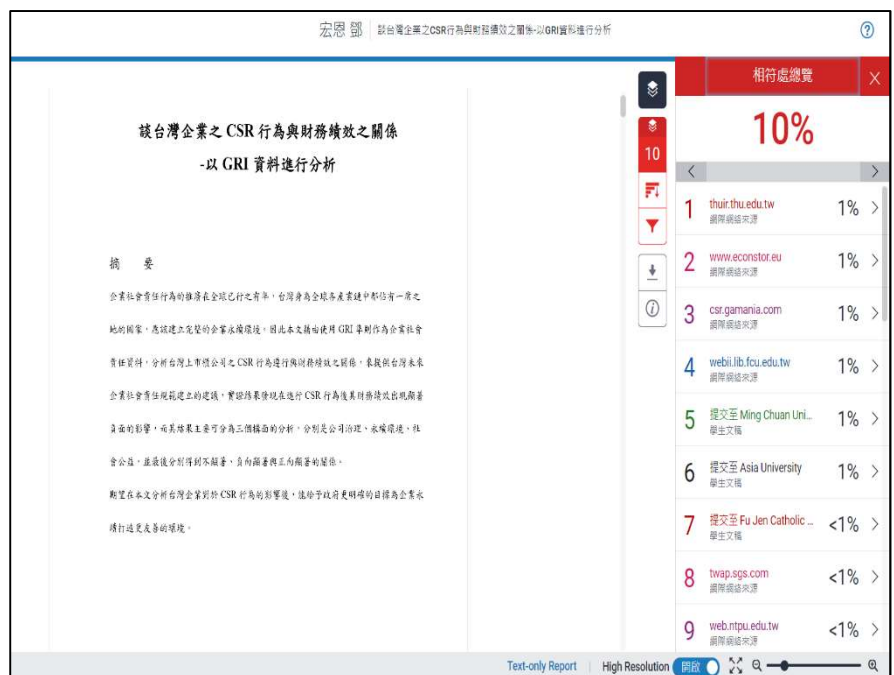 宏恩 鄧 談台灣企業之CSR行為與財務績效之關係-以GRI資料進行分析
談台灣企業之 CSR 行為與財務績效之關係
-以 GRI 資料進行分析
摘 要
企業社會責任行為的推廣在全球已行之有年，台灣身為全球各產業鏈中都佔有一席之
地的國家，應該建立完整的企業永續環境。因此本文藉由使用 GRI 準則作為企業社會
責任資料，分析台灣上市櫃公司之 CSR 行為進行與財務績效之關係，來提供台灣未來
企業社會責任規範建立的建議，實證結果發現在進行 CSR 行為後其財務績效出現顯著
負面的影響，而其結果主要可分為三個構面的分析，分別是公司治理、永續環境、社
會公益，並最後分別得到不顯著、負向顯著與正向顯著的關係。
期望在本文分析台灣企業對於 CSR 行為的影響後，能給予政府更明確的目標為企業永
續打造更友善的環境。
10
相符處總覽
10%
1 thuir.thu.edu.tw 1%
網際網絡來源
2 www.econstor.eu 1%
網際網絡來源
3 csr.gamania.com 1%
網際網絡來源
4 webii.lib.fcu.edu.tw 1%
網際網絡來源
5 提交至 Ming Chuan Uni... 1%
學生文稿
6 提交至 Asia University 1%
學生文稿
7 提交至 Fu Jen Catholic ... <1%
學生文稿
8 twap.sgs.com <1%
網際網絡來源
9 web.ntpu.edu.tw <1%
網際網絡來源
Text-only Report High Resolution 開啟